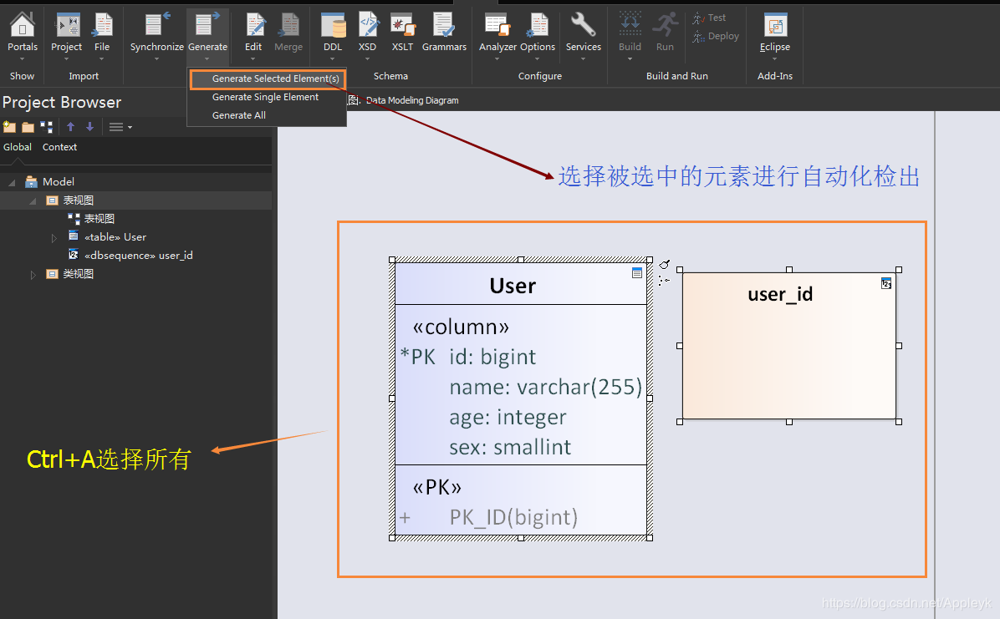 Portals
Project
File
Synchronize
Generate
Edit
Merge
DDL
XSD
XSLT
Grammars
Analyzer
Options
Services
Build
Run
Test
Deploy
Eclipse
Show
Import
Schema
Configure
Build and Run
Add-Ins
Generate Selected Element(s)
Generate Single Element
Generate All
Project Browser
图: Data Modeling Diagram
Global Context
选择被选中的元素进行自动化检出
Model
表视图
表视图
«table» User
«dbsequence» user_id
类视图
User
«column»
*PK id: bigint
name: varchar(255)
age: integer
sex: smallint
«PK»
+ PK_ID(bigint)
user_id
Ctrl+A选择所有
https://blog.csdn.net/Appleyk